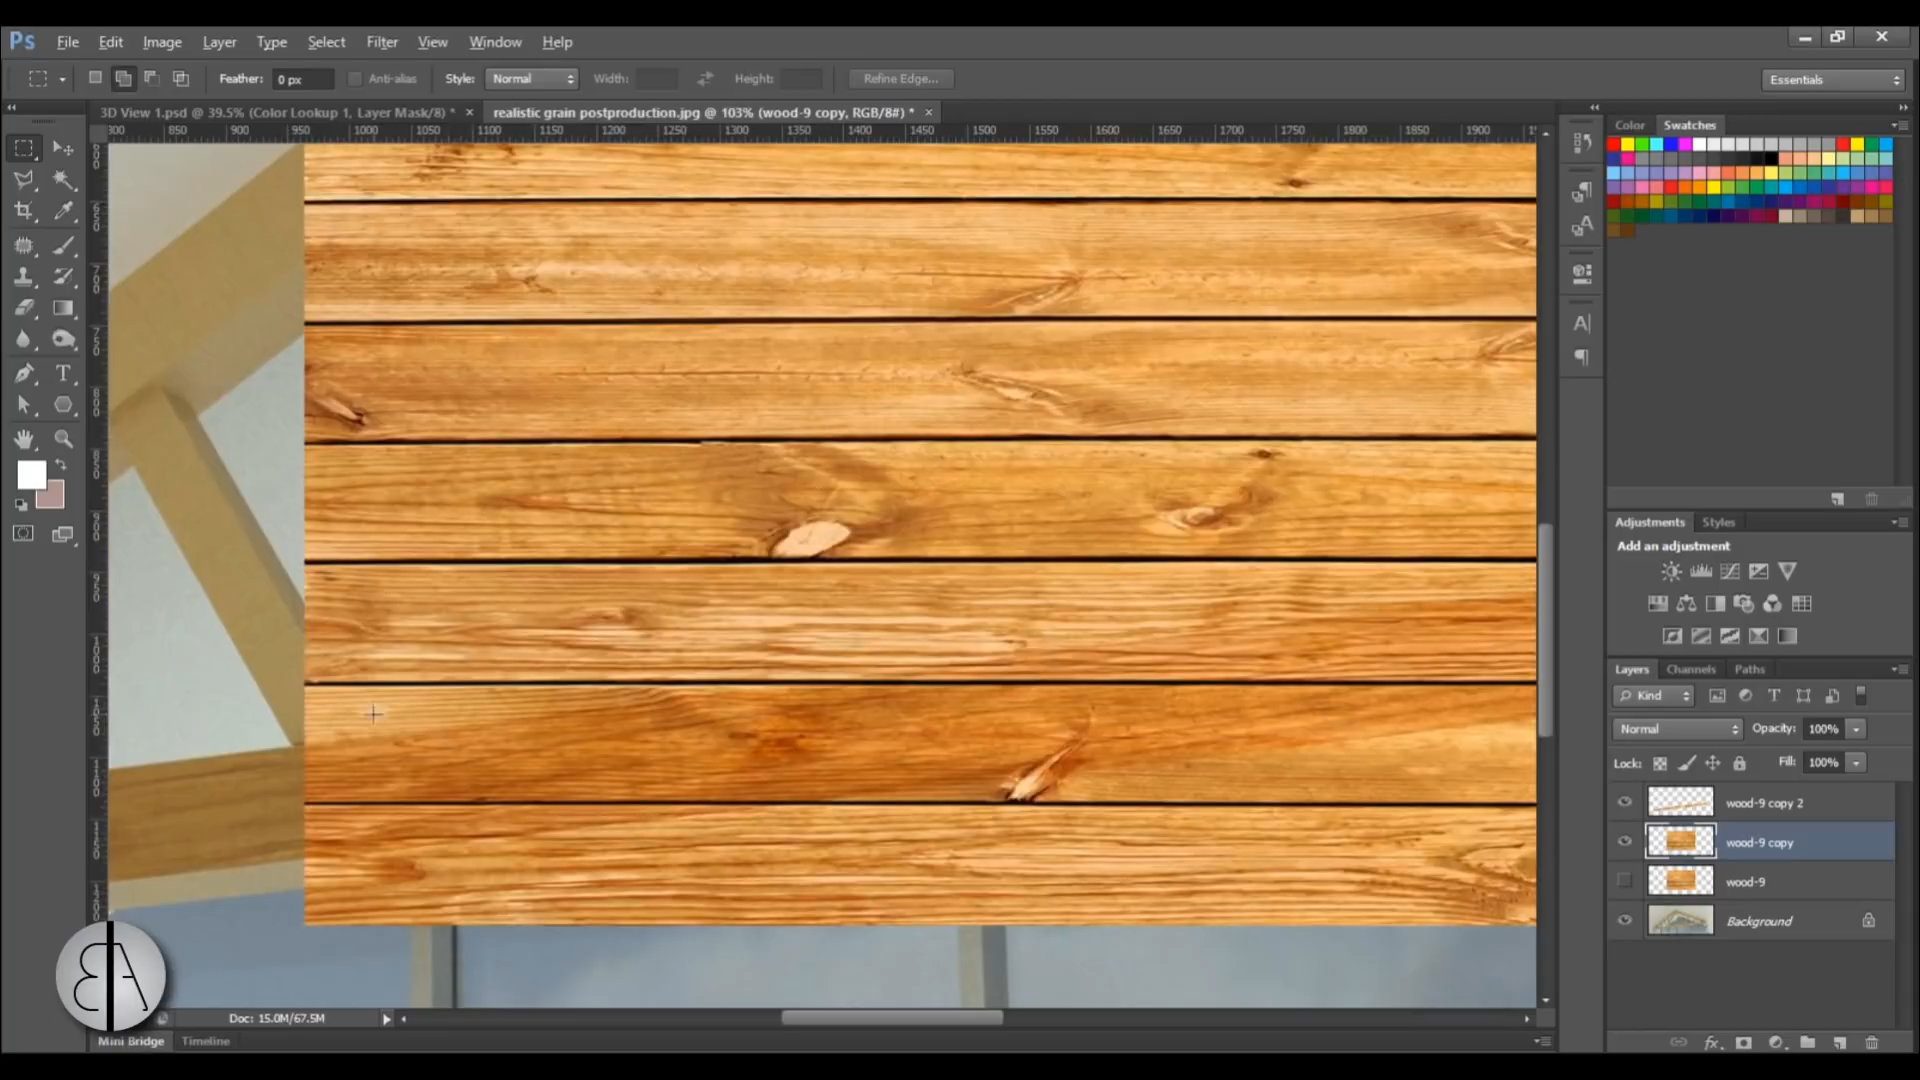 Ps File Edit Image Layer Type Select Filter View Window Help
Feather: 0 px Anti-alias Style: Normal Width: Height: Refine Edge... Essentials
3D View 1.psd @ 39.5% (Color Lookup 1, Layer Mask/8) * × realistic grain postproduction.jpg @ 103% (wood-9 copy, RGB/8#) * ×
850 900 950 1000 1050 1100 1150 1200 1250 1300 1350 1400 1450 1500 1550 1600 1650 1700 1750 1800 1850 1900
Color Swatches
Adjustments Styles
Add an adjustment
Layers Channels Paths
Kind
Normal Opacity: 100%
Lock: Fill: 100%
wood-9 copy 2
wood-9 copy
wood-9
Background
fx
Doc: 15.0M/67.5M
Mini Bridge Timeline